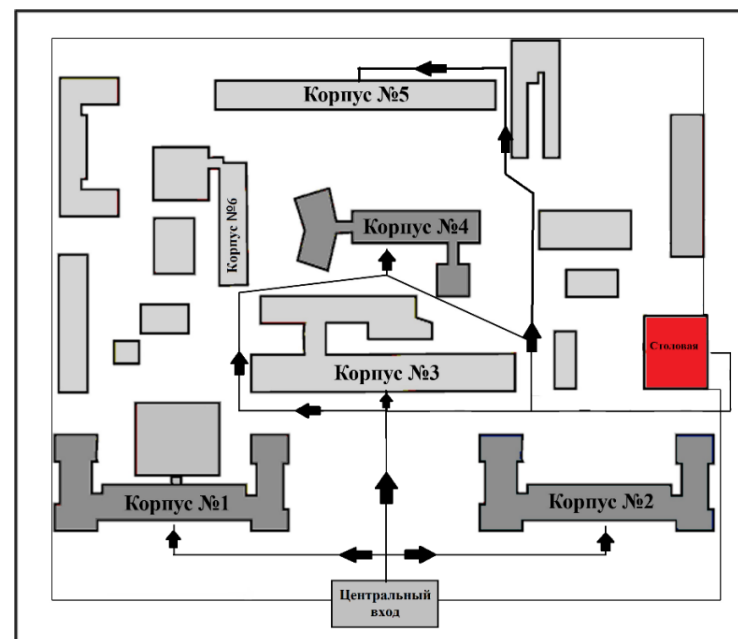 Корпус №5
Корпус №6
Корпус №4
Столовая
Корпус №3
Корпус №1
Корпус №2
Центральный
вход